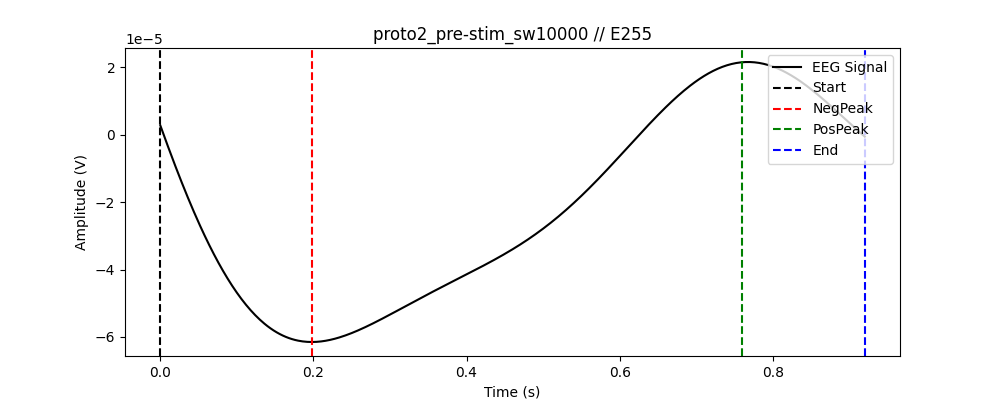 proto2_pre-stim_sw10000 // E255
1e−5
2
0
−2
−4
−6
Amplitude (V)
0.0 0.2 0.4 0.6 0.8
Time (s)
EEG Signal
Start
NegPeak
PosPeak
End